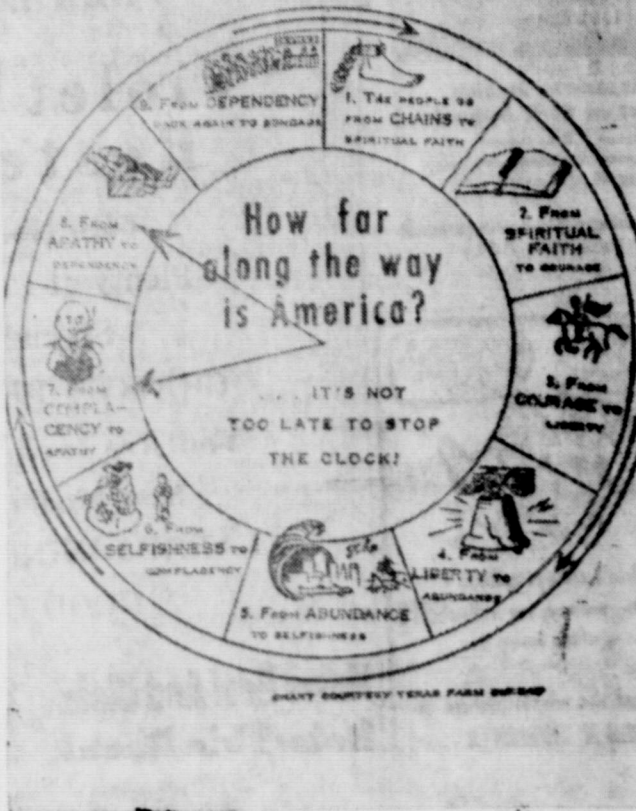 1. THE PEOPLE GO
FROM CHAINS TO
SPIRITUAL FAITH
2. FROM
SPIRITUAL
FAITH
TO COURAGE
3. FROM
COURAGE TO
LIBERTY
4. FROM
LIBERTY TO
ABUNDANCE
5. FROM ABUNDANCE
TO SELFISHNESS
6. FROM
SELFISHNESS TO
COMPLACENCY
7. FROM
COMPLA-
CENCY TO
APATHY
8. FROM
APATHY TO
DEPENDENCY
9. FROM DEPENDENCY
BACK AGAIN TO BONDAGE
How far
along the way
is America?
.... IT'S NOT
TOO LATE TO STOP
THE CLOCK!
CHART COURTESY TEXAS FARM BUREAU